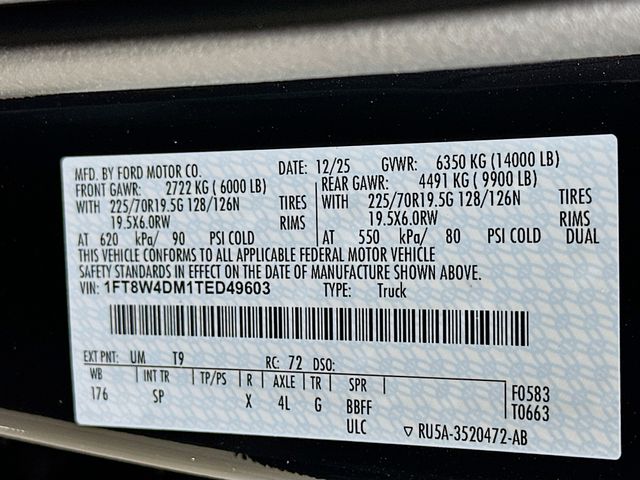 MFD. BY FORD MOTOR CO. DATE: 12/25 GVWR: 6350 KG (14000 LB)
FRONT GAWR: 2722 KG (6000 LB) REAR GAWR: 4491 KG (9900 LB)
WITH 225/70R19.5G 128/126N TIRES WITH 225/70R19.5G 128/126N TIRES
19.5X6.0RW RIMS 19.5X6.0RW RIMS
AT 620 kPa/ 90 PSI COLD AT 550 kPa/ 80 PSI COLD DUAL
THIS VEHICLE CONFORMS TO ALL APPLICABLE FEDERAL MOTOR VEHICLE
SAFETY STANDARDS IN EFFECT ON THE DATE OF MANUFACTURE SHOWN ABOVE.
VIN: 1FT8W4DM1TED49603 TYPE: Truck
EXT PNT: UM T9 RC: 72 DSO:
WB INT TR TP/PS R AXLE TR SPR F0583
176 SP X 4L G BBFF T0663
ULC ▽ RU5A-3520472-AB